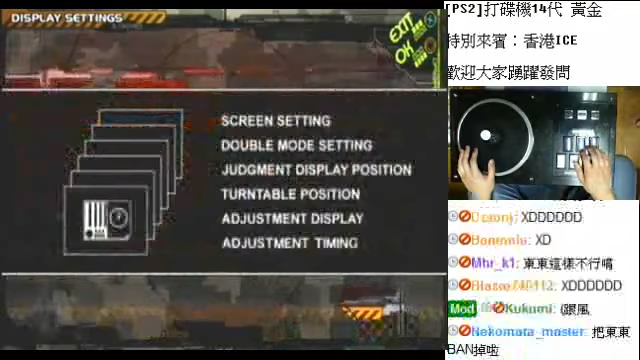 DISPLAY SETTINGS
EXIT
OK
SCREEN SETTING
DOUBLE MODE SETTING
JUDGMENT DISPLAY POSITION
TURNTABLE POSITION
ADJUSTMENT DISPLAY
ADJUSTMENT TIMING
[PS2]打碟機14代 黃金
特別來賓：香港ICE
歡迎大家踴躍發問
XDDDDDD
XD
Mhr_k1: 東東這樣不行嘴
XDDDDDD
Mod Kukumi: (跟風
Nekomata_master: 把東東
BAN掉啦